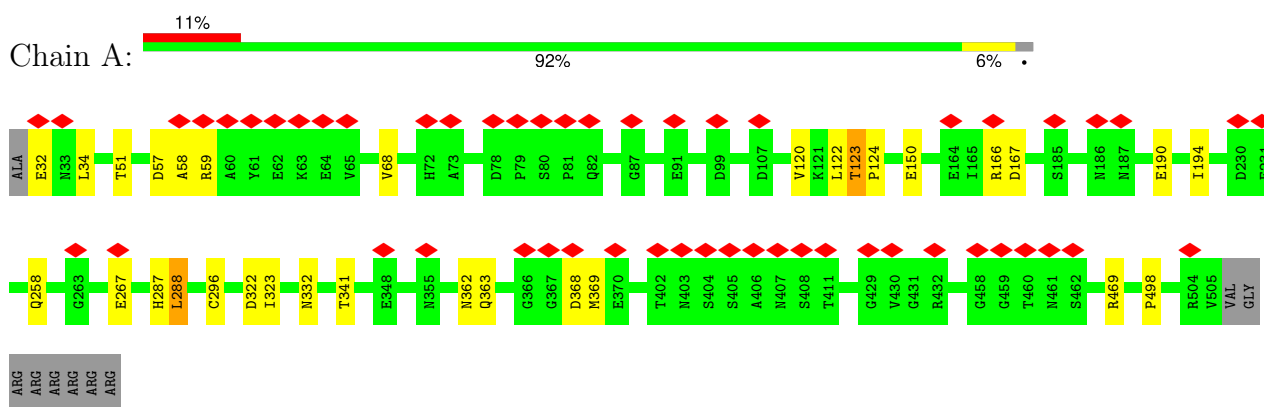 11%
Chain A:
92% 6% •
ALA E32 N33 L34 T51 D57 A58 R59 A60 Y61 E62 K63 E64 V65 V68 H72 A73 D78 P79 S80 P81 Q82 G87 E91 D99 D107 V120 K121 L122 T123 P124 E150 E164 I165 R166 D167 S185 N186 N187 E190 I194 D230
Q258 G263 E267 H287 L288 C296 D322 I323 N332 T341 E348 N355 N362 Q363 G366 G367 D368 M369 E370 T402 N403 S404 S405 A406 N407 S408 T411 G429 V430 G431 R432 G458 G459 T460 N461 S462 R469 P498 R504 V505 VAL GLY
ARG ARG ARG ARG ARG ARG